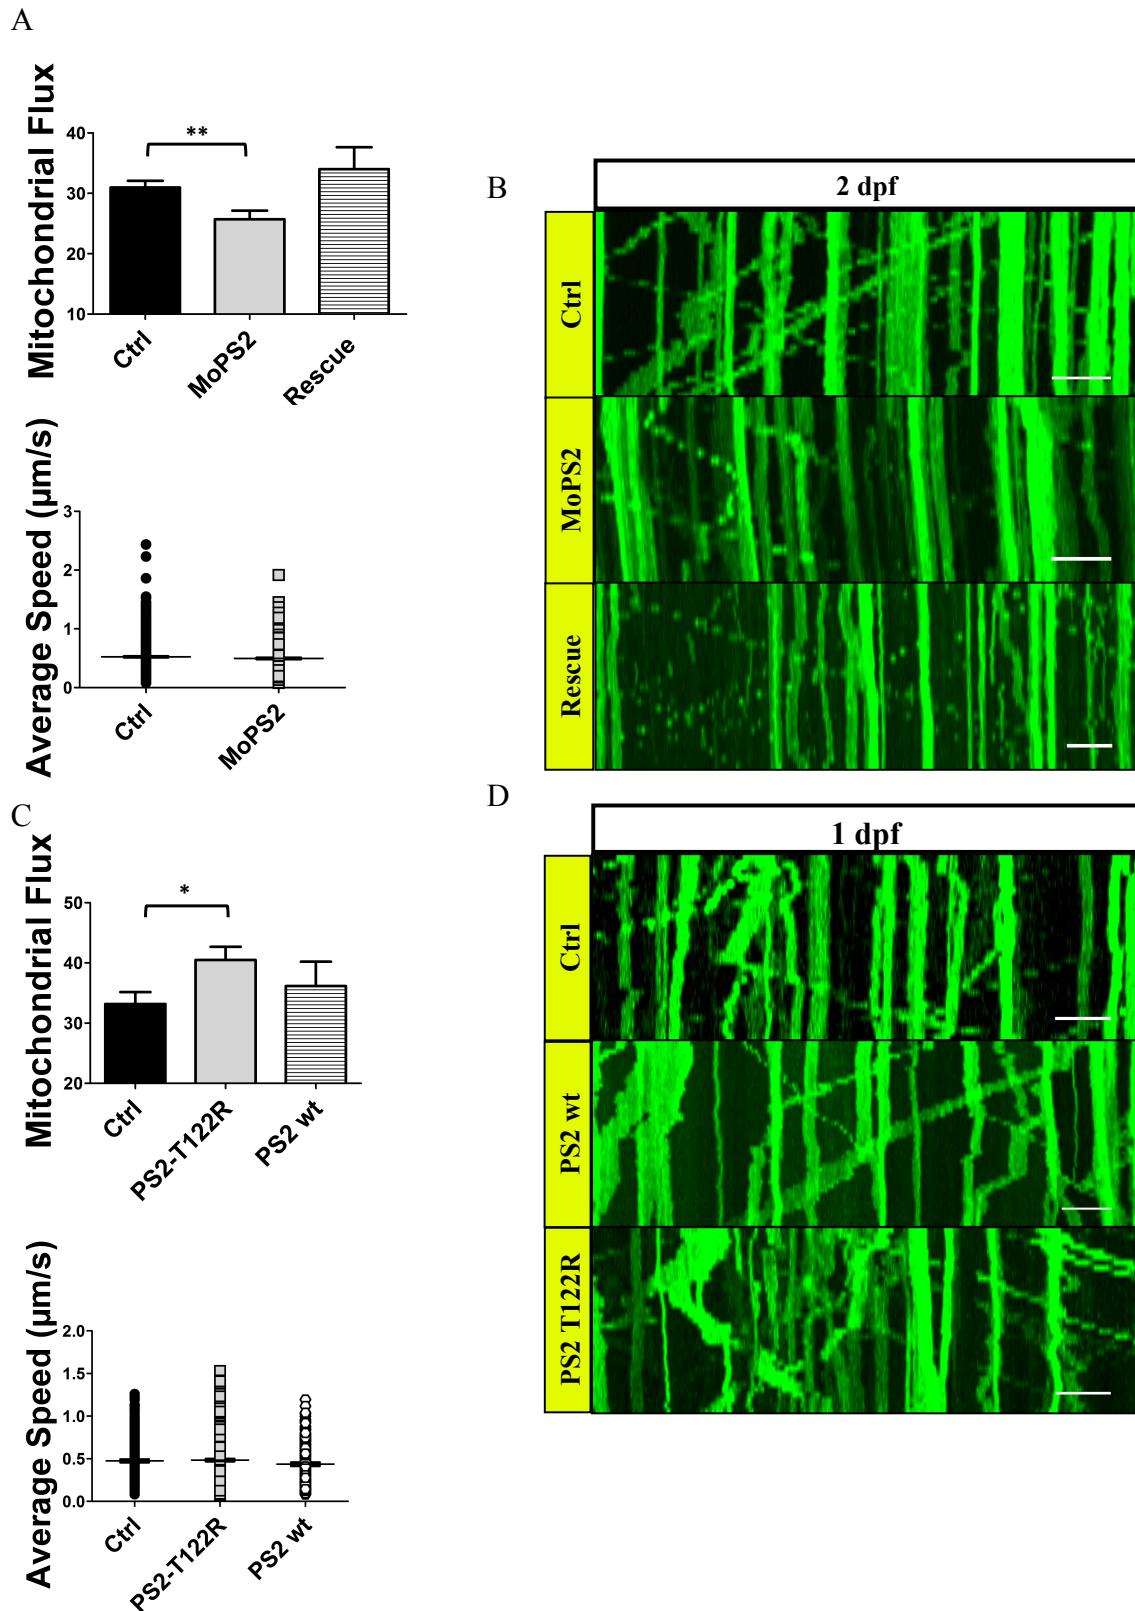 A
Mitochondrial Flux
40
30
20
10
**
Ctrl
MoPS2
Rescue
Average Speed (µm/s)
3
2
1
0
Ctrl
MoPS2
B
2 dpf
Ctrl
MoPS2
Rescue
C
Mitochondrial Flux
50
40
30
20
*
Ctrl
PS2-T122R
PS2 wt
Average Speed (µm/s)
2.0
1.5
1.0
0.5
0.0
Ctrl
PS2-T122R
PS2 wt
D
1 dpf
Ctrl
PS2 wt
PS2 T122R